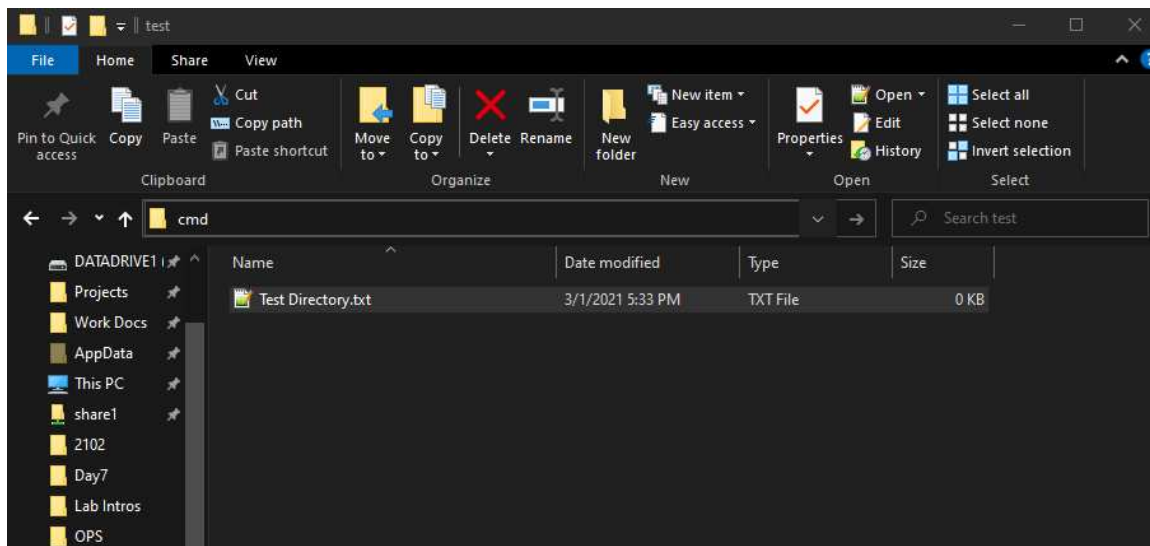 test
File Home Share View
Pin to Quick access
Copy
Paste
Cut
Copy path
Paste shortcut
Clipboard
Move to
Copy to
Delete
Rename
Organize
New folder
New item
Easy access
New
Properties
Open
Edit
History
Open
Select all
Select none
Invert selection
Select
cmd
Search test
DATADRIVE1 (
Projects
Work Docs
AppData
This PC
share1
2102
Day7
Lab Intros
OPS
Name Date modified Type Size
Test Directory.txt 3/1/2021 5:33 PM TXT File 0 KB